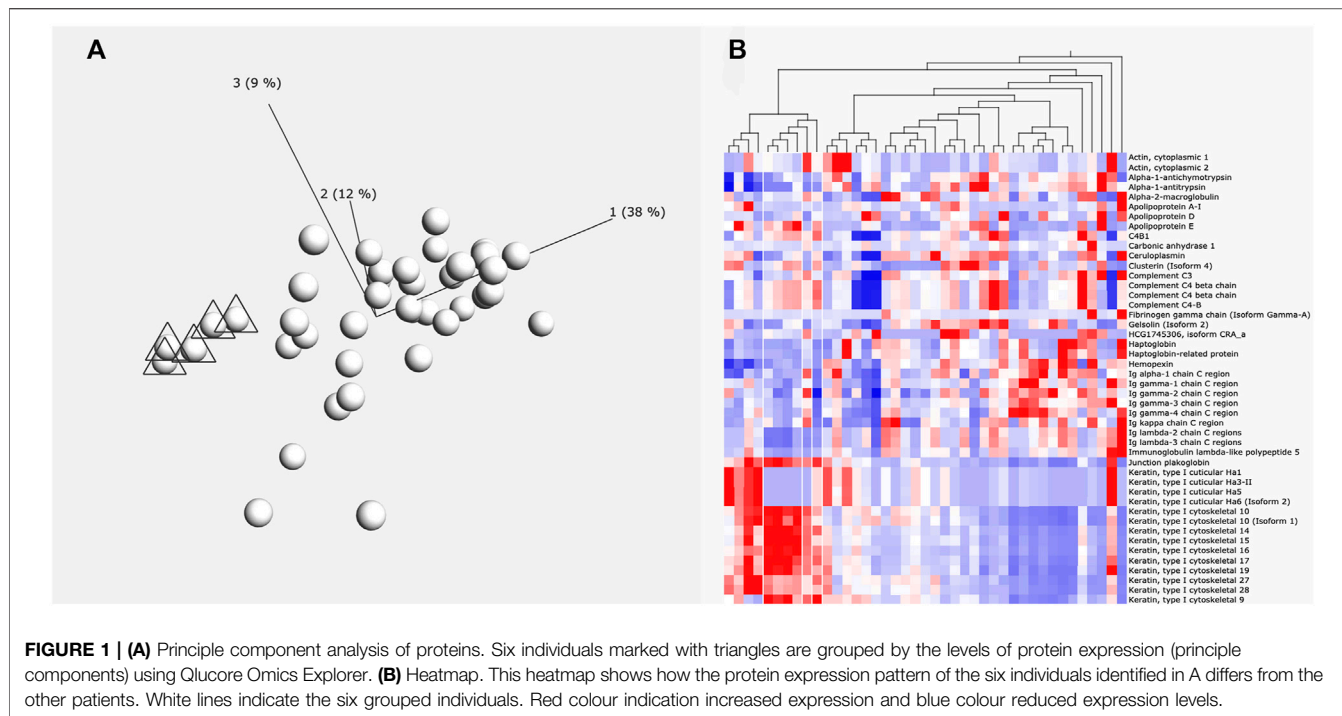 A
3 (9 %)
2 (12 %)
1 (38 %)
B
Actin, cytoplasmic 1
Actin, cytoplasmic 2
Alpha-1-antichymotrypsin
Alpha-1-antitrypsin
Alpha-2-macroglobulin
Apolipoprotein A-I
Apolipoprotein D
Apolipoprotein E
C4B1
Carbonic anhydrase 1
Ceruloplasmin
Clusterin (Isoform 4)
Complement C3
Complement C4 beta chain
Complement C4 beta chain
Complement C4-B
Fibrinogen gamma chain (Isoform Gamma-A)
Gelsolin (Isoform 2)
HCG1745306, isoform CRA_a
Haptoglobin
Haptoglobin-related protein
Hemopexin
Ig alpha-1 chain C region
Ig gamma-1 chain C region
Ig gamma-2 chain C region
Ig gamma-3 chain C region
Ig gamma-4 chain C region
Ig kappa chain C region
Ig lambda-2 chain C regions
Ig lambda-3 chain C regions
Immunoglobulin lambda-like polypeptide 5
Junction plakoglobin
Keratin, type I cuticular Ha1
Keratin, type I cuticular Ha3-II
Keratin, type I cuticular Ha5
Keratin, type I cuticular Ha6 (Isoform 2)
Keratin, type I cytoskeletal 10
Keratin, type I cytoskeletal 10 (Isoform 1)
Keratin, type I cytoskeletal 14
Keratin, type I cytoskeletal 15
Keratin, type I cytoskeletal 16
Keratin, type I cytoskeletal 17
Keratin, type I cytoskeletal 19
Keratin, type I cytoskeletal 27
Keratin, type I cytoskeletal 28
Keratin, type I cytoskeletal 9
FIGURE 1 | (A) Principle component analysis of proteins. Six individuals marked with triangles are grouped by the levels of protein expression (principle
components) using Qlucore Omics Explorer. (B) Heatmap. This heatmap shows how the protein expression pattern of the six individuals identified in A differs from the
other patients. White lines indicate the six grouped individuals. Red colour indication increased expression and blue colour reduced expression levels.